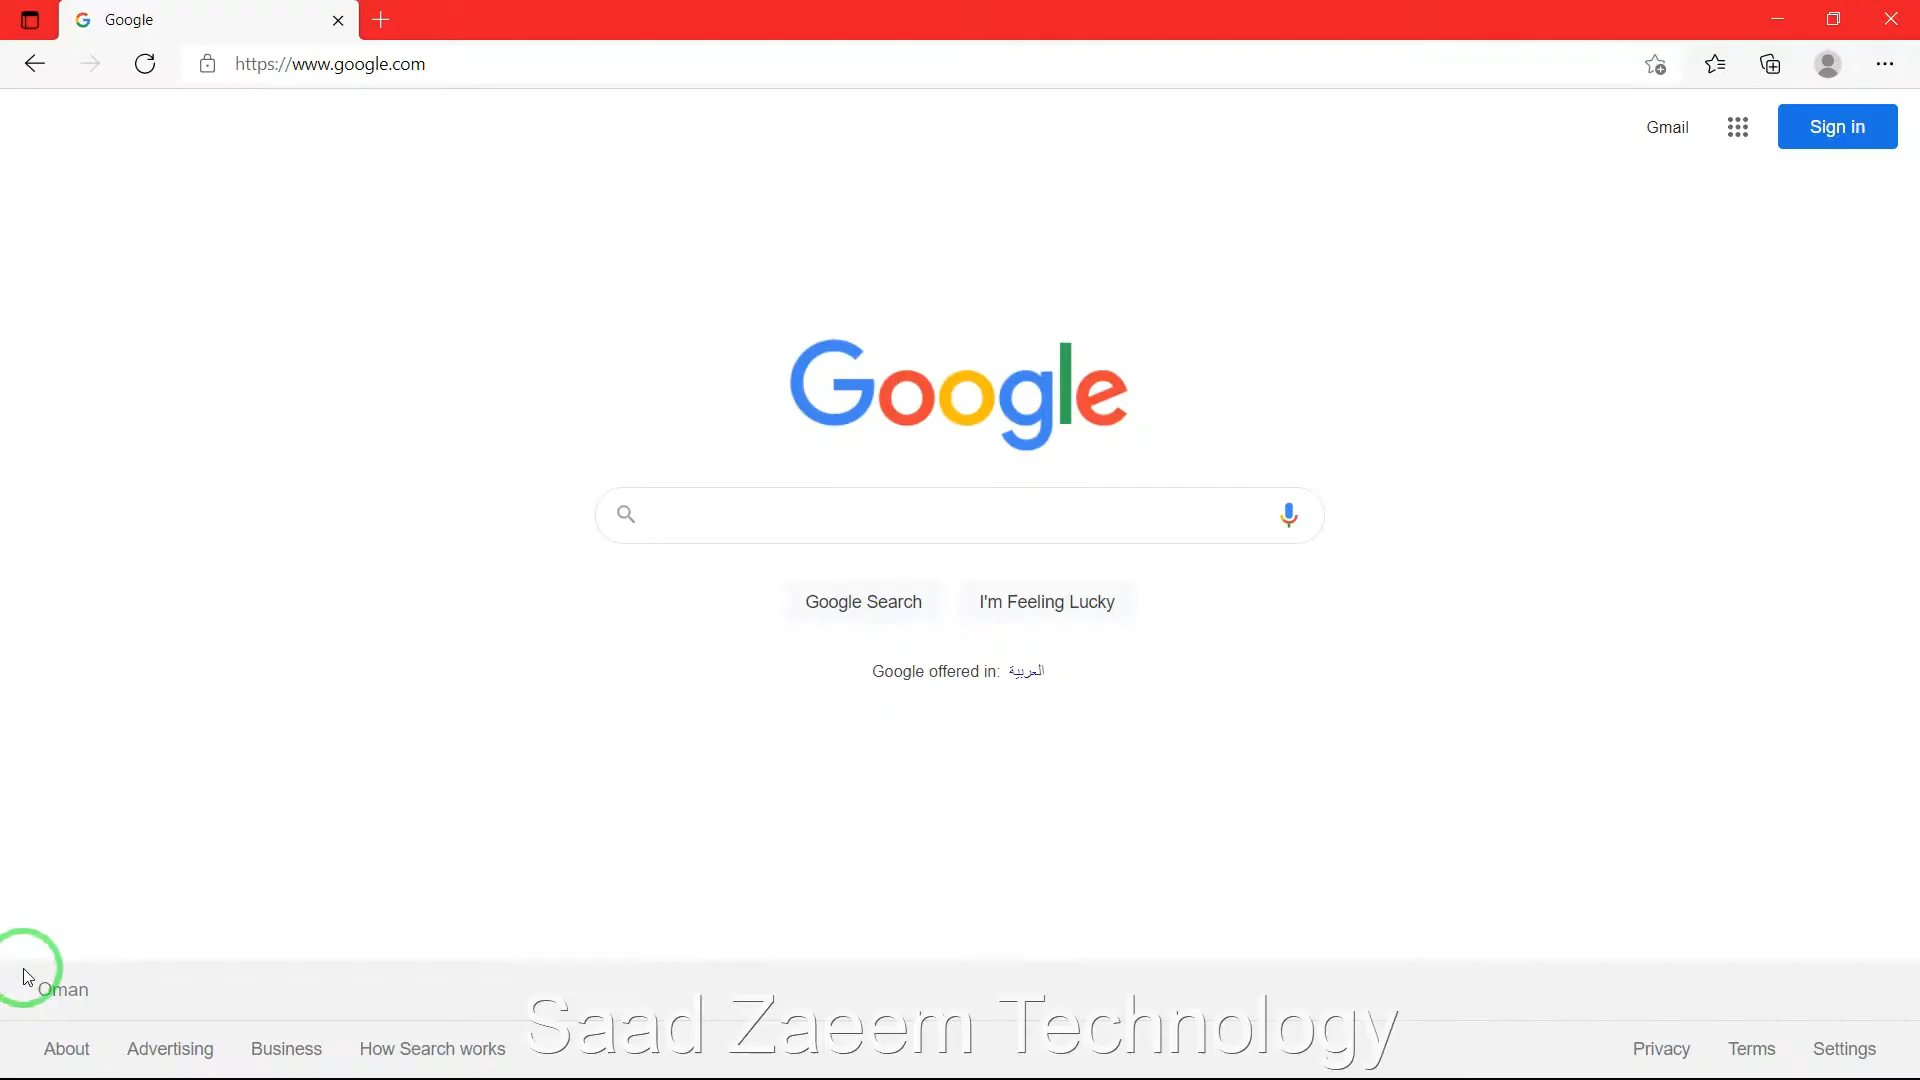 Google
https://www.google.com
Gmail
Sign in
Google
Google Search
I'm Feeling Lucky
Google offered in: العربية
Oman
Saad Zaeem Technology
About
Advertising
Business
How Search works
Privacy
Terms
Settings